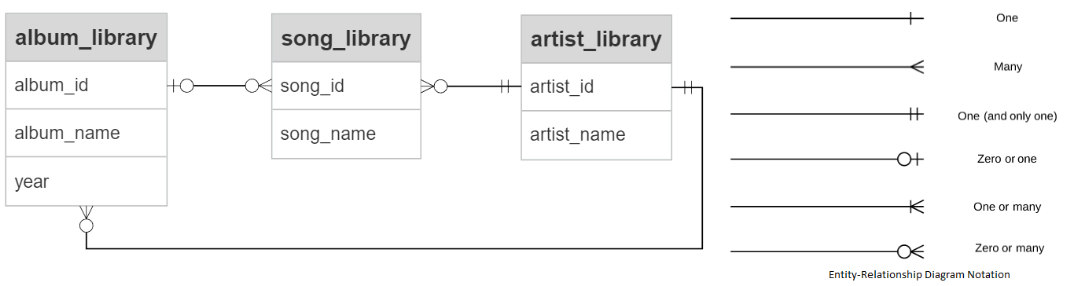 album_library
album_id
album_name
year
song_library
song_id
song_name
artist_library
artist_id
artist_name
One
Many
One (and only one)
Zero or one
One or many
Zero or many
Entity-Relationship Diagram Notation